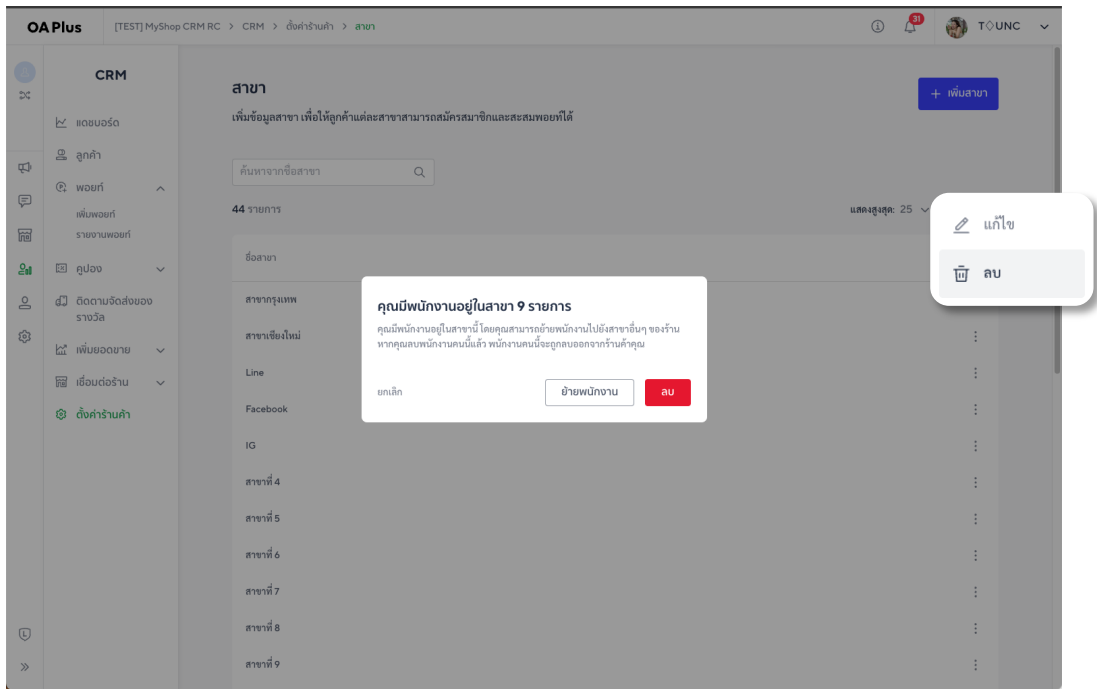 OA Plus
[TEST] MyShop CRM RC > CRM > ตั้งค่าร้านค้า > สาขา
31
T♢UNC
CRM
แดชบอร์ด
ลูกค้า
พอยท์
เพิ่มพอยท์
รายงานพอยท์
คูปอง
ติดตามจัดส่งของ
รางวัล
เพิ่มยอดขาย
เชื่อมต่อร้าน
ตั้งค่าร้านค้า
สาขา
+ เพิ่มสาขา
เพิ่มข้อมูลสาขา เพื่อให้ลูกค้าแต่ละสาขาสามารถสมัครสมาชิกและสะสมพอยท์ได้
ค้นหาจากชื่อสาขา
44 รายการ
แสดงสูงสุด: 25
แก้ไข
ลบ
ชื่อสาขา
สาขากรุงเทพ
สาขาเชียงใหม่
Line
Facebook
IG
สาขาที่ 4
สาขาที่ 5
สาขาที่ 6
สาขาที่ 7
สาขาที่ 8
สาขาที่ 9
คุณมีพนักงานอยู่ในสาขา 9 รายการ
คุณมีพนักงานอยู่ในสาขานี้ โดยคุณสามารถย้ายพนักงานไปยังสาขาอื่นๆ ของร้าน
หากคุณลบพนักงานคนนี้แล้ว พนักงานคนนี้จะถูกลบออกจากร้านค้าคุณ
ยกเลิก
ย้ายพนักงาน
ลบ